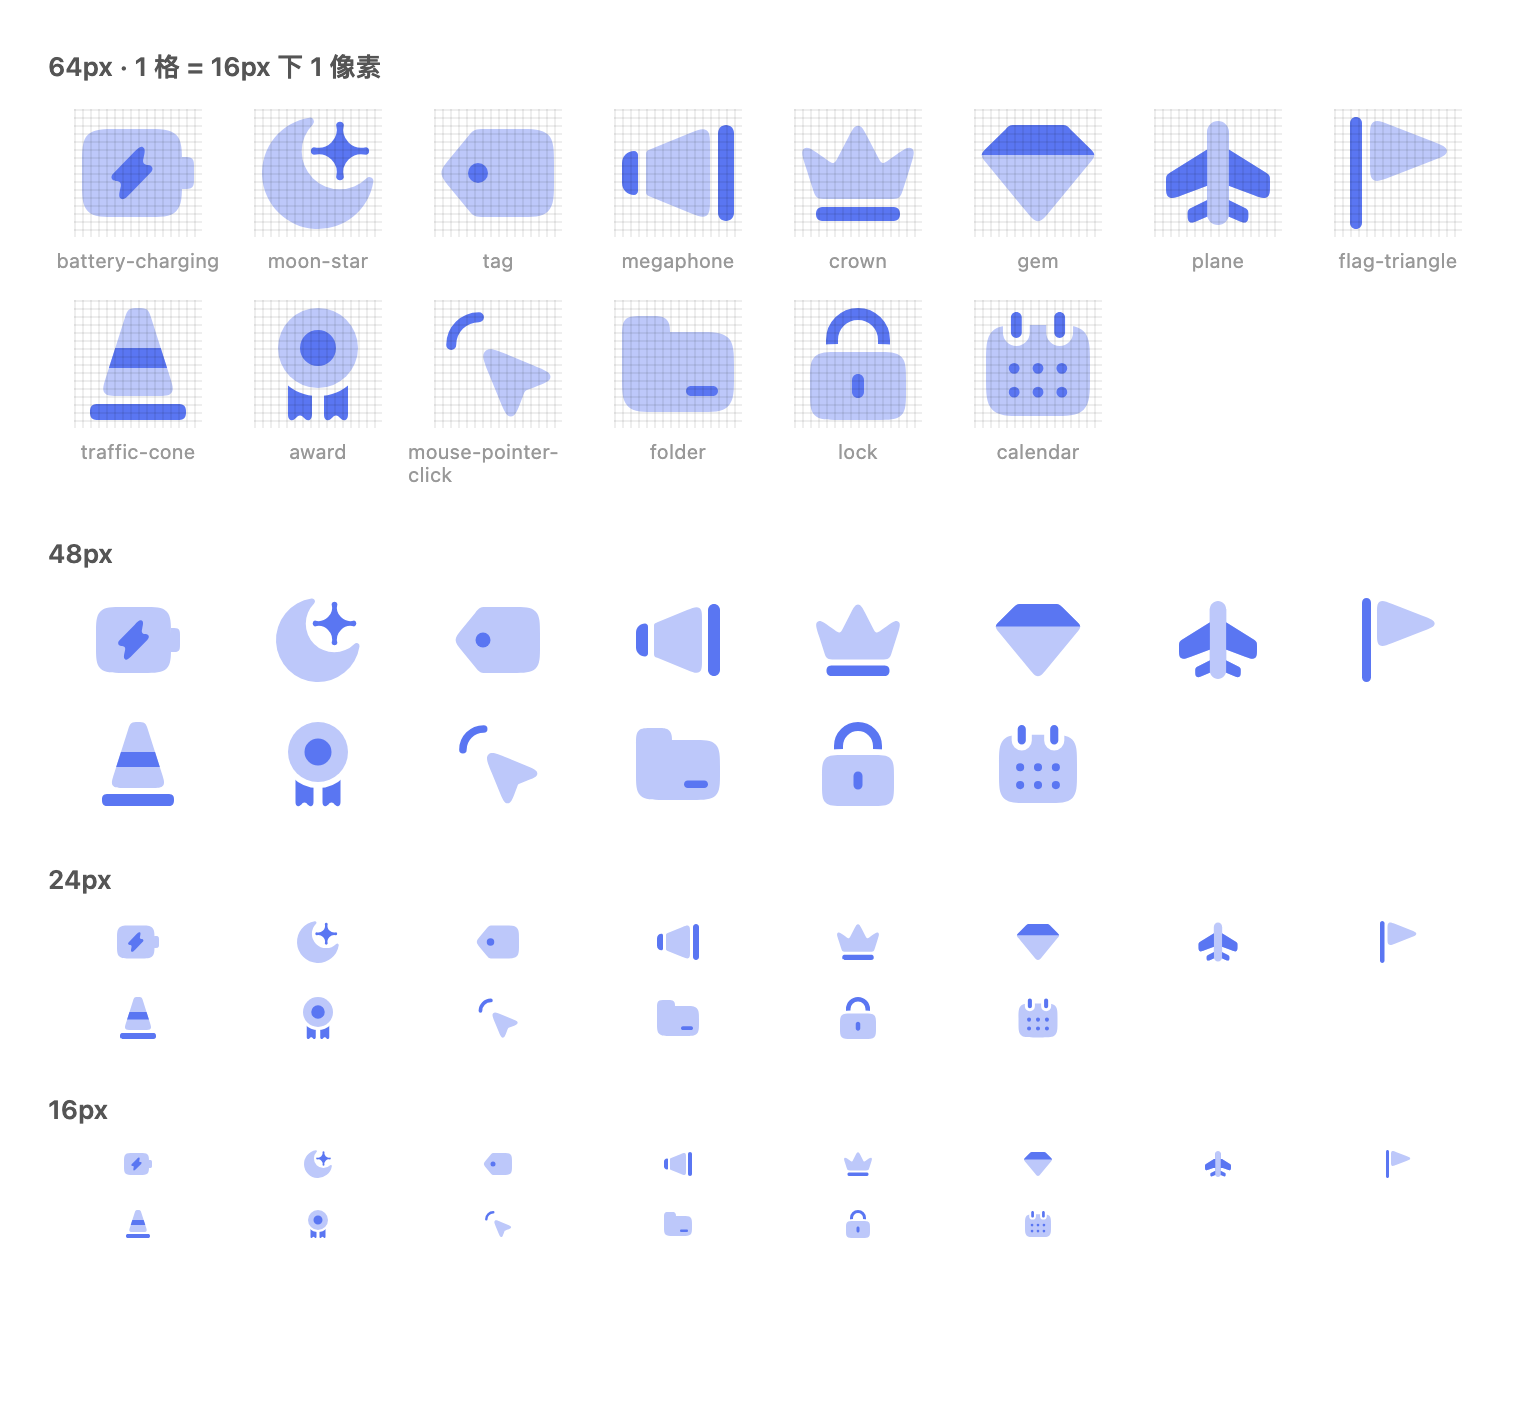 64px · 1 格 = 16px 下 1 像素
battery-charging
moon-star
tag
megaphone
crown
gem
plane
flag-triangle
traffic-cone
award
mouse-pointer-
click
folder
lock
calendar
48px
24px
16px